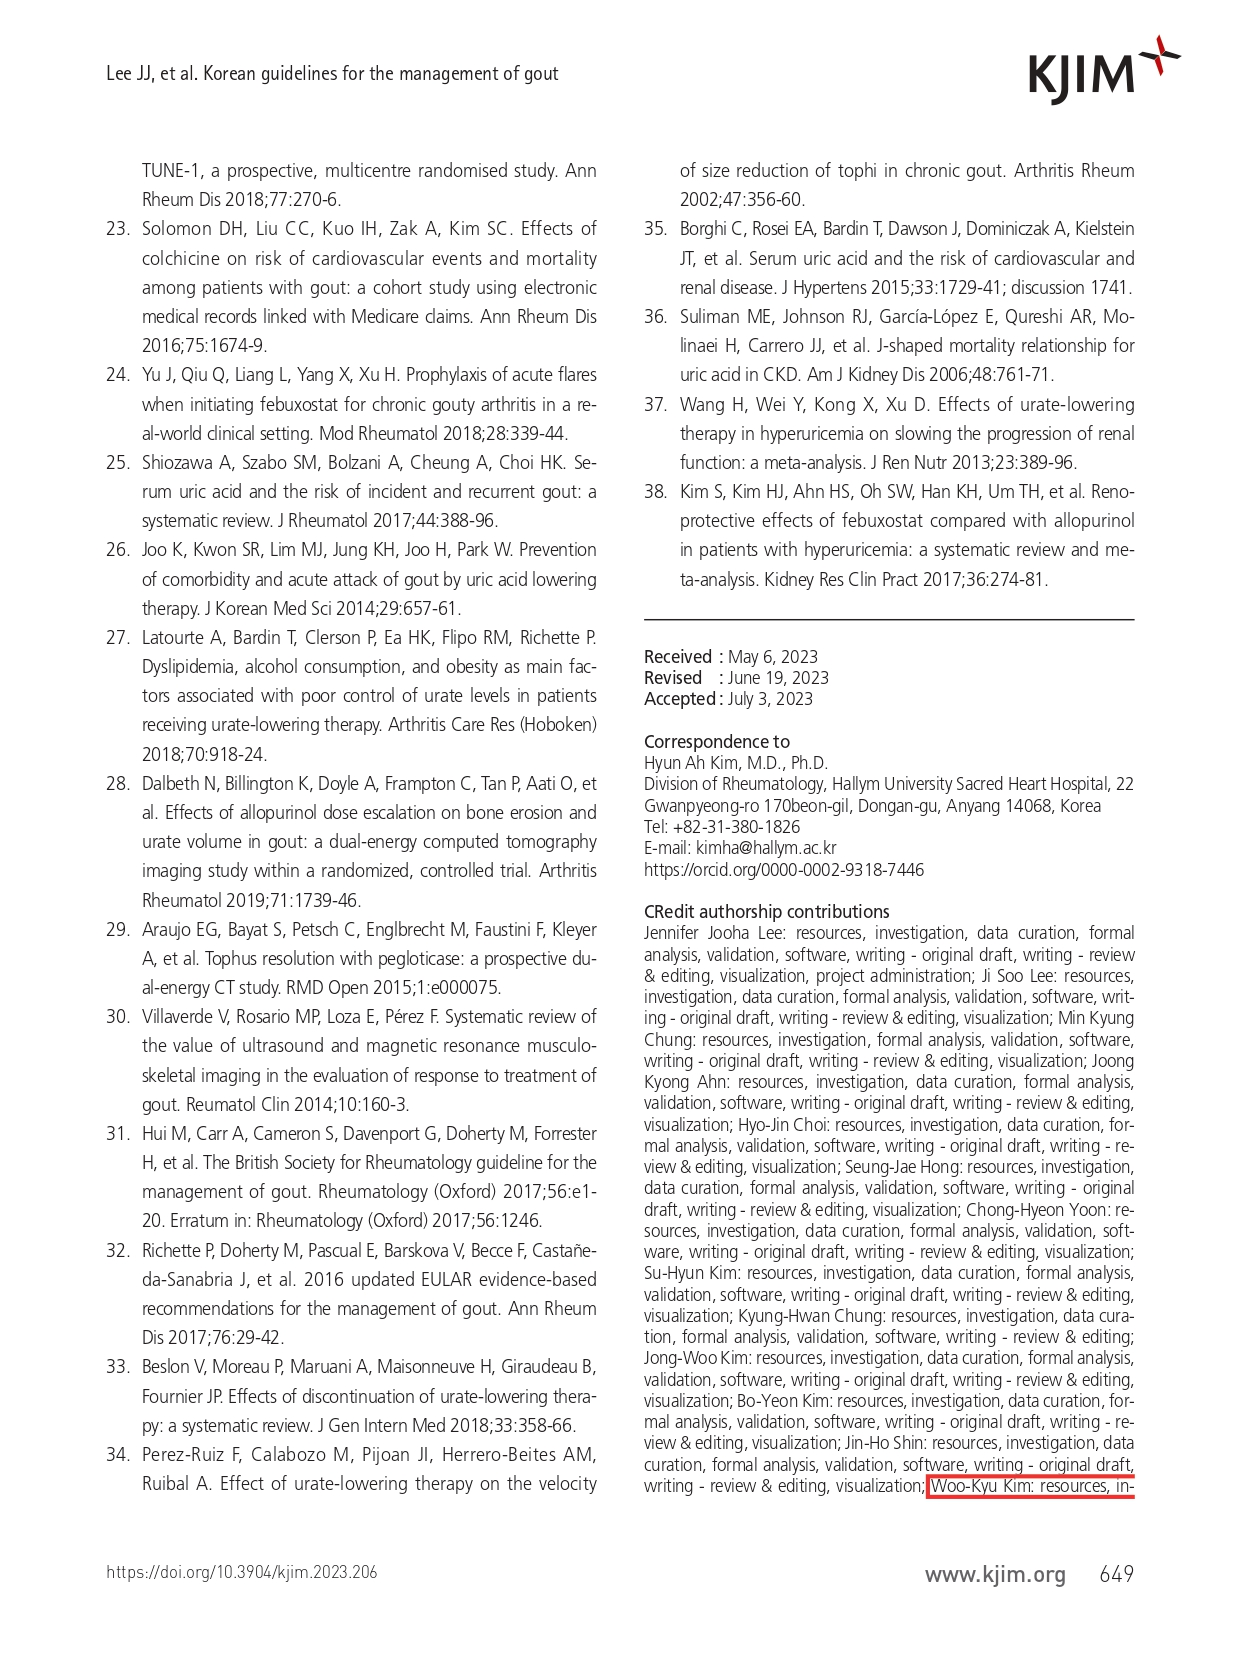 Lee JJ, et al. Korean guidelines for the management of gout
KJIM
TUNE-1, a prospective, multicentre randomised study. Ann
Rheum Dis 2018;77:270-6.
23. Solomon DH, Liu CC, Kuo IH, Zak A, Kim SC. Effects of
colchicine on risk of cardiovascular events and mortality
among patients with gout: a cohort study using electronic
medical records linked with Medicare claims. Ann Rheum Dis
2016;75:1674-9.
24. Yu J, Qiu Q, Liang L, Yang X, Xu H. Prophylaxis of acute flares
when initiating febuxostat for chronic gouty arthritis in a re-
al-world clinical setting. Mod Rheumatol 2018;28:339-44.
25. Shiozawa A, Szabo SM, Bolzani A, Cheung A, Choi HK. Se-
rum uric acid and the risk of incident and recurrent gout: a
systematic review. J Rheumatol 2017;44:388-96.
26. Joo K, Kwon SR, Lim MJ, Jung KH, Joo H, Park W. Prevention
of comorbidity and acute attack of gout by uric acid lowering
therapy. J Korean Med Sci 2014;29:657-61.
27. Latourte A, Bardin T, Clerson P, Ea HK, Flipo RM, Richette P.
Dyslipidemia, alcohol consumption, and obesity as main fac-
tors associated with poor control of urate levels in patients
receiving urate-lowering therapy. Arthritis Care Res (Hoboken)
2018;70:918-24.
28. Dalbeth N, Billington K, Doyle A, Frampton C, Tan P, Aati O, et
al. Effects of allopurinol dose escalation on bone erosion and
urate volume in gout: a dual-energy computed tomography
imaging study within a randomized, controlled trial. Arthritis
Rheumatol 2019;71:1739-46.
29. Araujo EG, Bayat S, Petsch C, Englbrecht M, Faustini F, Kleyer
A, et al. Tophus resolution with pegloticase: a prospective du-
al-energy CT study. RMD Open 2015;1:e000075.
30. Villaverde V, Rosario MP, Loza E, Pérez F. Systematic review of
the value of ultrasound and magnetic resonance musculo-
skeletal imaging in the evaluation of response to treatment of
gout. Reumatol Clin 2014;10:160-3.
31. Hui M, Carr A, Cameron S, Davenport G, Doherty M, Forrester
H, et al. The British Society for Rheumatology guideline for the
management of gout. Rheumatology (Oxford) 2017;56:e1-
20. Erratum in: Rheumatology (Oxford) 2017;56:1246.
32. Richette P, Doherty M, Pascual E, Barskova V, Becce F, Castañe-
da-Sanabria J, et al. 2016 updated EULAR evidence-based
recommendations for the management of gout. Ann Rheum
Dis 2017;76:29-42.
33. Beslon V, Moreau P, Maruani A, Maisonneuve H, Giraudeau B,
Fournier JP. Effects of discontinuation of urate-lowering thera-
py: a systematic review. J Gen Intern Med 2018;33:358-66.
34. Perez-Ruiz F, Calabozo M, Pijoan JI, Herrero-Beites AM,
Ruibal A. Effect of urate-lowering therapy on the velocity
of size reduction of tophi in chronic gout. Arthritis Rheum
2002;47:356-60.
35. Borghi C, Rosei EA, Bardin T, Dawson J, Dominiczak A, Kielstein
JT, et al. Serum uric acid and the risk of cardiovascular and
renal disease. J Hypertens 2015;33:1729-41; discussion 1741.
36. Suliman ME, Johnson RJ, García-López E, Qureshi AR, Mo-
linaei H, Carrero JJ, et al. J-shaped mortality relationship for
uric acid in CKD. Am J Kidney Dis 2006;48:761-71.
37. Wang H, Wei Y, Kong X, Xu D. Effects of urate-lowering
therapy in hyperuricemia on slowing the progression of renal
function: a meta-analysis. J Ren Nutr 2013;23:389-96.
38. Kim S, Kim HJ, Ahn HS, Oh SW, Han KH, Um TH, et al. Reno-
protective effects of febuxostat compared with allopurinol
in patients with hyperuricemia: a systematic review and me-
ta-analysis. Kidney Res Clin Pract 2017;36:274-81.
Received : May 6, 2023
Revised : June 19, 2023
Accepted : July 3, 2023
Correspondence to
Hyun Ah Kim, M.D., Ph.D.
Division of Rheumatology, Hallym University Sacred Heart Hospital, 22
Gwanpyeong-ro 170beon-gil, Dongan-gu, Anyang 14068, Korea
Tel: +82-31-380-1826
E-mail: kimha@hallym.ac.kr
https://orcid.org/0000-0002-9318-7446
CRedit authorship contributions
Jennifer Jooha Lee: resources, investigation, data curation, formal
analysis, validation, software, writing - original draft, writing - review
& editing, visualization, project administration; Ji Soo Lee: resources,
investigation, data curation, formal analysis, validation, software, writ-
ing - original draft, writing - review & editing, visualization; Min Kyung
Chung: resources, investigation, formal analysis, validation, software,
writing - original draft, writing - review & editing, visualization; Joong
Kyong Ahn: resources, investigation, data curation, formal analysis,
validation, software, writing - original draft, writing - review & editing,
visualization; Hyo-Jin Choi: resources, investigation, data curation, for-
mal analysis, validation, software, writing - original draft, writing - re-
view & editing, visualization; Seung-Jae Hong: resources, investigation,
data curation, formal analysis, validation, software, writing - original
draft, writing - review & editing, visualization; Chong-Hyeon Yoon: re-
sources, investigation, data curation, formal analysis, validation, soft-
ware, writing - original draft, writing - review & editing, visualization;
Su-Hyun Kim: resources, investigation, data curation, formal analysis,
validation, software, writing - original draft, writing - review & editing,
visualization; Kyung-Hwan Chung: resources, investigation, data cura-
tion, formal analysis, validation, software, writing - review & editing;
Jong-Woo Kim: resources, investigation, data curation, formal analysis,
validation, software, writing - original draft, writing - review & editing,
visualization; Bo-Yeon Kim: resources, investigation, data curation, for-
mal analysis, validation, software, writing - original draft, writing - re-
view & editing, visualization; Jin-Ho Shin: resources, investigation, data
curation, formal analysis, validation, software, writing - original draft,
writing - review & editing, visualization; Woo-Kyu Kim: resources, in-
https://doi.org/10.3904/kjim.2023.206
www.kjim.org 649